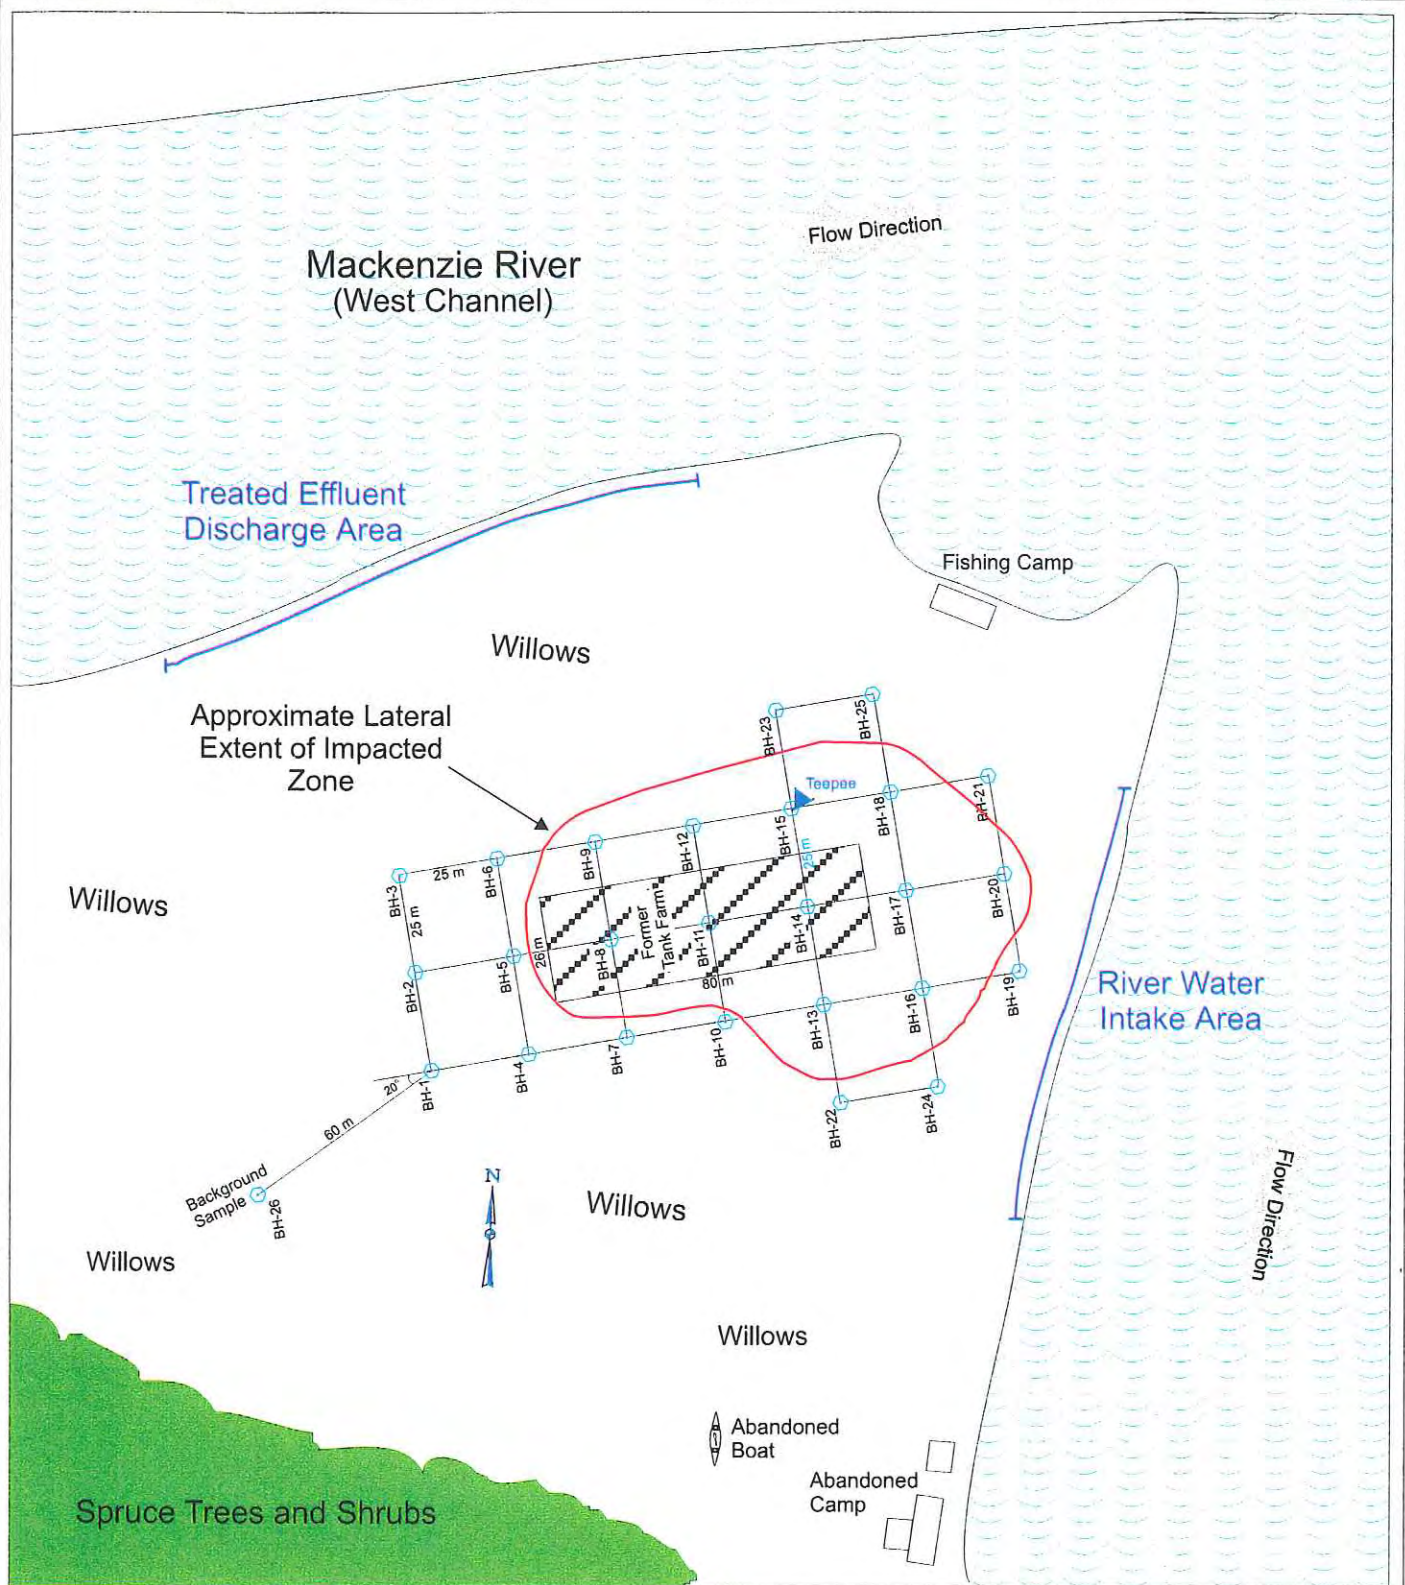 Flow Direction
Mackenzie River
(West Channel)
Treated Effluent
Discharge Area
Fishing Camp
Willows
Approximate Lateral
Extent of Impacted
Zone
BH-23
BH-25
Teepee
BH-21
BH-18
BH-15
BH-12
BH-9
BH-6
BH-3
25 m
25 m
25 m
Willows
BH-20
BH-17
BH-14
BH-11
Former
Tank Farm
BH-8
26 m
80 m
BH-5
BH-2
BH-19
BH-16
BH-13
BH-10
BH-7
BH-4
BH-1
River Water
Intake Area
20°
60 m
BH-22
BH-24
Background
Sample
BH-26
N
Willows
Flow Direction
Willows
Willows
Abandoned
Boat
Abandoned
Camp
Spruce Trees and Shrubs